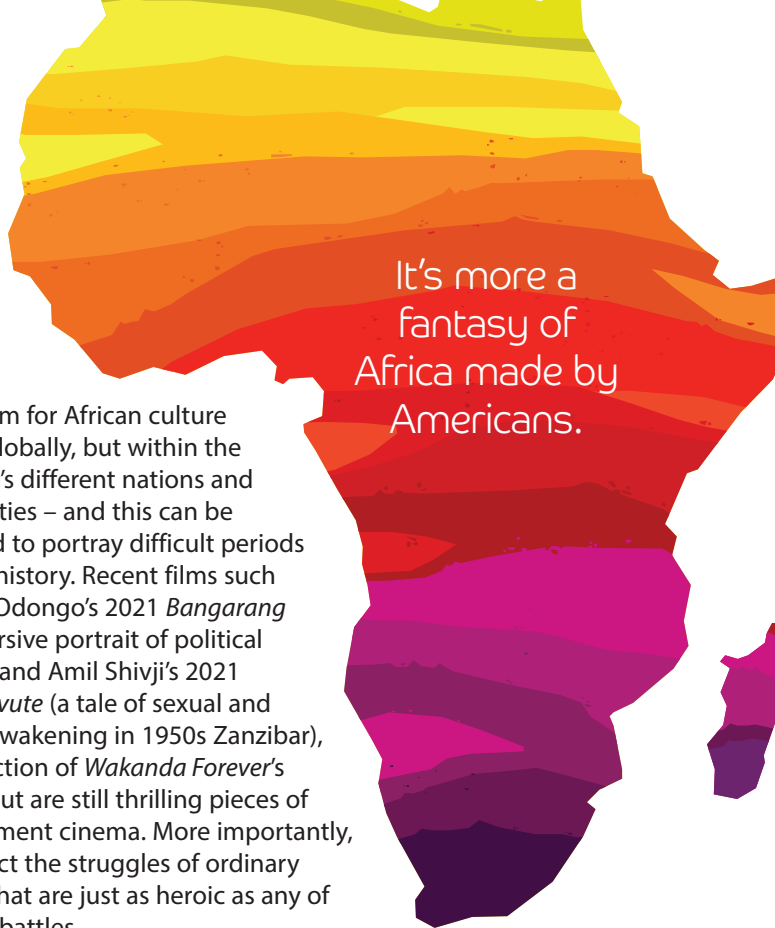 It's more a
fantasy of
Africa made by
Americans.
m for African culture
lobally, but within the
's different nations and
ties – and this can be
d to portray difficult periods
history. Recent films such
Odongo's 2021 Bangarang
rsive portrait of political
and Amil Shivji's 2021
vute (a tale of sexual and
wakening in 1950s Zanzibar),
ction of Wakanda Forever's
ut are still thrilling pieces of
ment cinema. More importantly,
ct the struggles of ordinary
hat are just as heroic as any of
battles